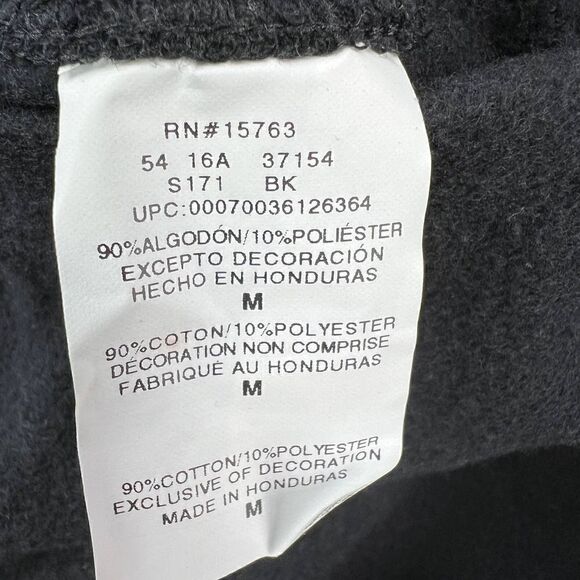 RN#15763
54 16A 37154
S171 BK
UPC:00070036126364
90%ALGODÓN/10%POLIÉSTER
EXCEPTO DECORACIÓN
HECHO EN HONDURAS
M
90%COTON/10%POLYESTER
DÉCORATION NON COMPRISE
FABRIQUÉ AU HONDURAS
M
90%COTTON/10%POLYESTER
EXCLUSIVE OF DECORATION
MADE IN HONDURAS
M